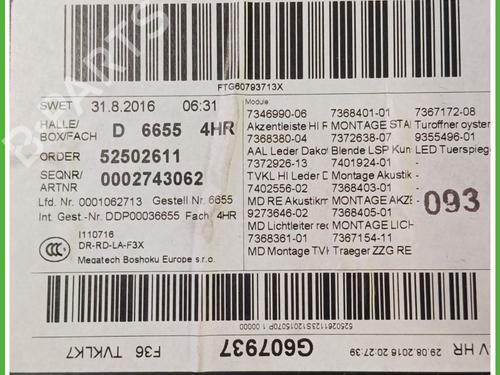 B-PARTS
FTG60793713X
SWET 31.8.2016 06:31
HALLE/
BOX/FACH D 6655 4HR
ORDER 52502611
SEQNR/
ARTNR 0002743062
Lfd. Nr. 0001062713 Gestell Nr. 6655
Int. Gest.-Nr. DDP00036655 Fach: 4HR
I110716
DR-RD-LA-F3X
Megatech Boshoku Europe s.r.o.
Module
7346990-06 7368401-01 7367172-08
Akzentleiste HI F MONTAGE STA Turoffner oyster
7368380-04 7372638-07 9355496-01
AAL Leder Dakot Blende LSP Kun LED Tuerspiege
7372926-13 7401924-01
TVKL HI Leder D Montage Akustik
7402556-02 7368403-01
MD RE Akustikm MONTAGE AKZE
9273646-02 7368405-01
MD Lichtleiter rec MONTAGE LICH
7368361-01 7367154-11
MD Montage TVK Traeger ZZG RE
093
F36 TVKLK7
G607937
V HR
29.08.2016 20:27:39